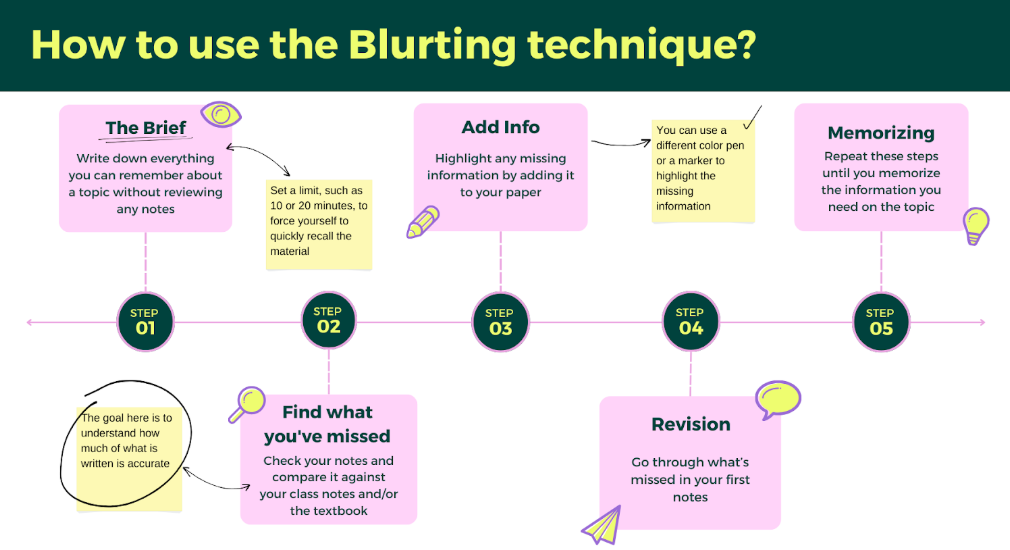 How to use the Blurting technique?
The Brief
Write down everything
you can remember about
a topic without reviewing
any notes
Set a limit, such as
10 or 20 minutes, to
force yourself to
quickly recall the
material
Add Info
Highlight any missing
information by adding it
to your paper
You can use a
different color pen
or a marker to
highlight the
missing
information
Memorizing
Repeat these steps
until you memorize
the information you
need on the topic
STEP
01
STEP
02
STEP
03
STEP
04
STEP
05
The goal here is to
understand how
much of what is
written is accurate
Find what
you've missed
Check your notes and
compare it against
your class notes and/or
the textbook
Revision
Go through what's
missed in your first
notes